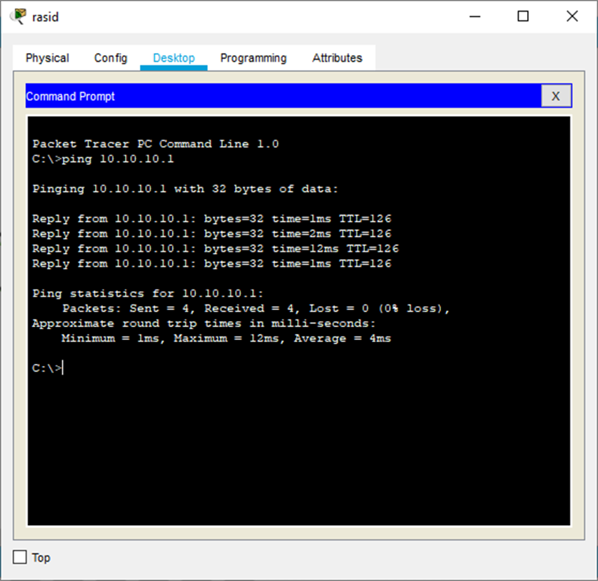 rasid
Physical Config Desktop Programming Attributes
Command Prompt
X
Packet Tracer PC Command Line 1.0
C:\>ping 10.10.10.1
Pinging 10.10.10.1 with 32 bytes of data:
Reply from 10.10.10.1: bytes=32 time=1ms TTL=126
Reply from 10.10.10.1: bytes=32 time=2ms TTL=126
Reply from 10.10.10.1: bytes=32 time=12ms TTL=126
Reply from 10.10.10.1: bytes=32 time=1ms TTL=126
Ping statistics for 10.10.10.1:
Packets: Sent = 4, Received = 4, Lost = 0 (0% loss),
Approximate round trip times in milli-seconds:
Minimum = 1ms, Maximum = 12ms, Average = 4ms
C:\>
Top